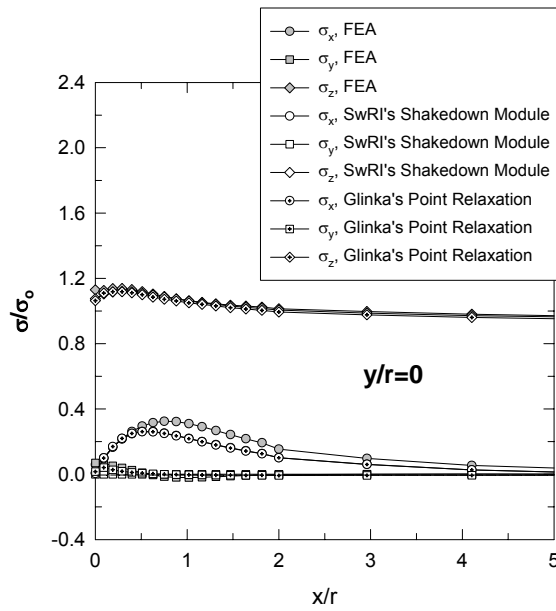 σx, FEA
σy, FEA
σz, FEA
σx, SwRI's Shakedown Module
σy, SwRI's Shakedown Module
σz, SwRI's Shakedown Module
σx, Glinka's Point Relaxation
σy, Glinka's Point Relaxation
σz, Glinka's Point Relaxation
2.4
2.0
1.6
1.2
0.8
0.4
0.0
-0.4
σ/σo
y/r=0
0 1 2 3 4 5
x/r